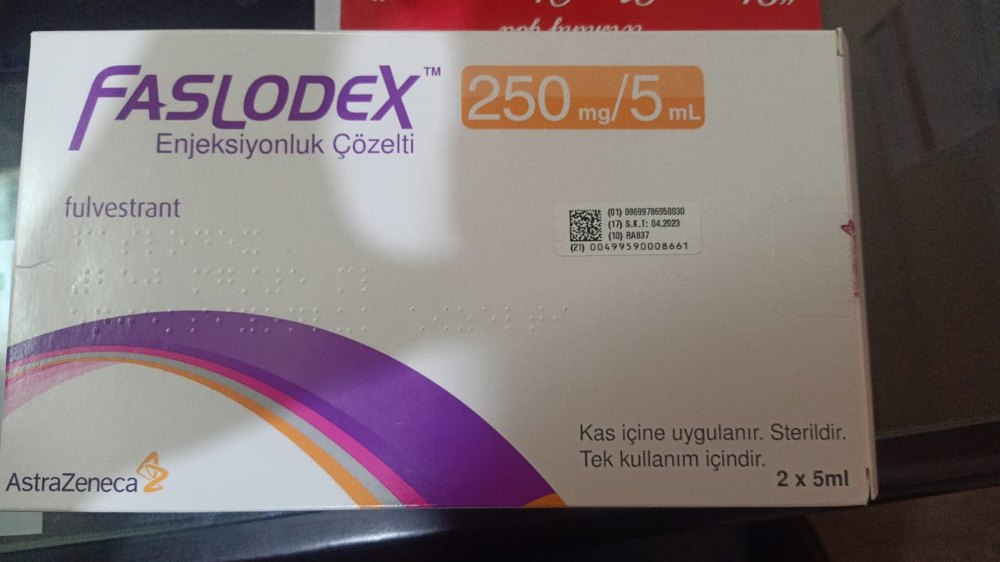 FASLODEX™
250 mg/5 mL
Enjeksiyonluk Çözelti
fulvestrant
(01) 08699786950030
(17) S.K.T: 04.2023
(10) RA837
(21) 00499590008661
Kas içine uygulanır. Sterildir.
Tek kullanım içindir.
2 x 5ml
AstraZeneca